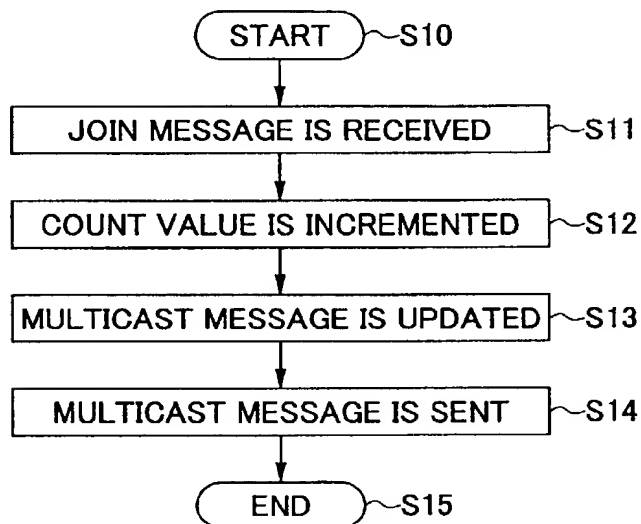 START S10
JOIN MESSAGE IS RECEIVED S11
COUNT VALUE IS INCREMENTED S12
MULTICAST MESSAGE IS UPDATED S13
MULTICAST MESSAGE IS SENT S14
END S15